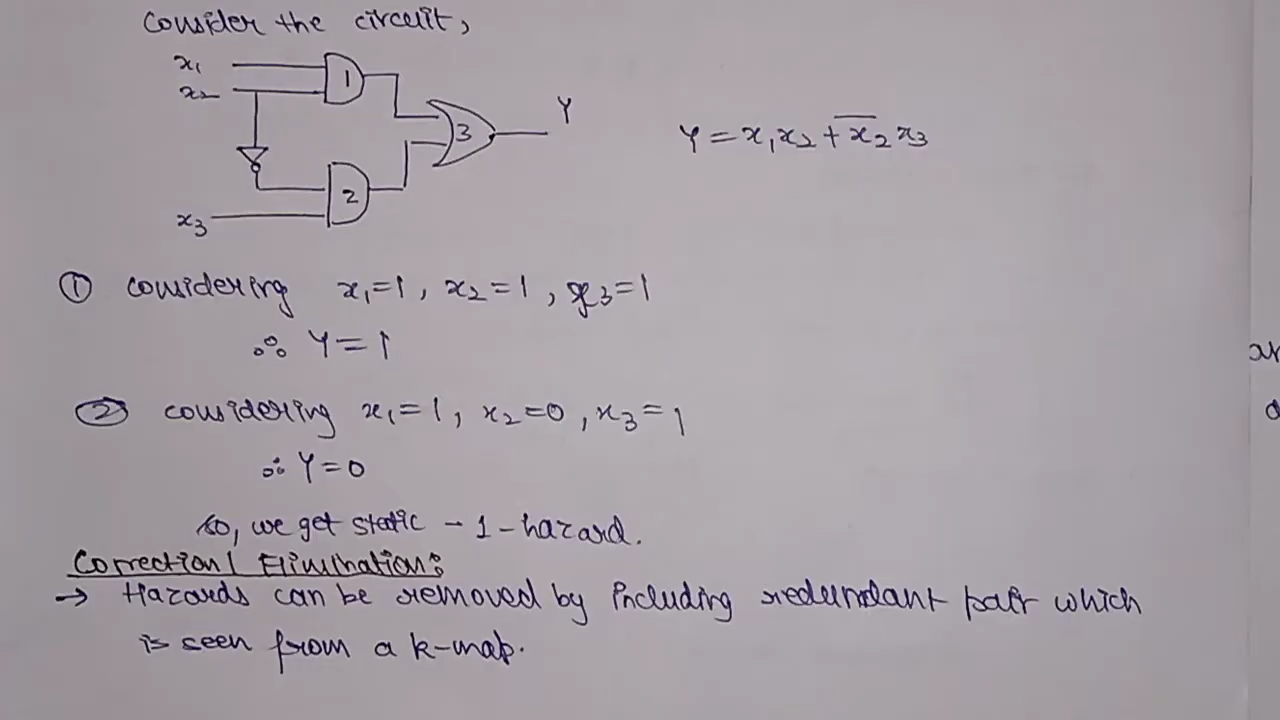 Consider the circuit,
x₁
x₂
1
3
Y
2
x₃
Y = x₁x₂ + x̅₂x₃
① considering x₁=1, x₂=1, x₃=1
∴ Y=1
② considering x₁=1, x₂=0, x₃=1
∴ Y=0
so, we get static - 1 - hazard.
Correction / Elimination:
→ Hazards can be removed by including redundant pair which
is seen from a k-map.